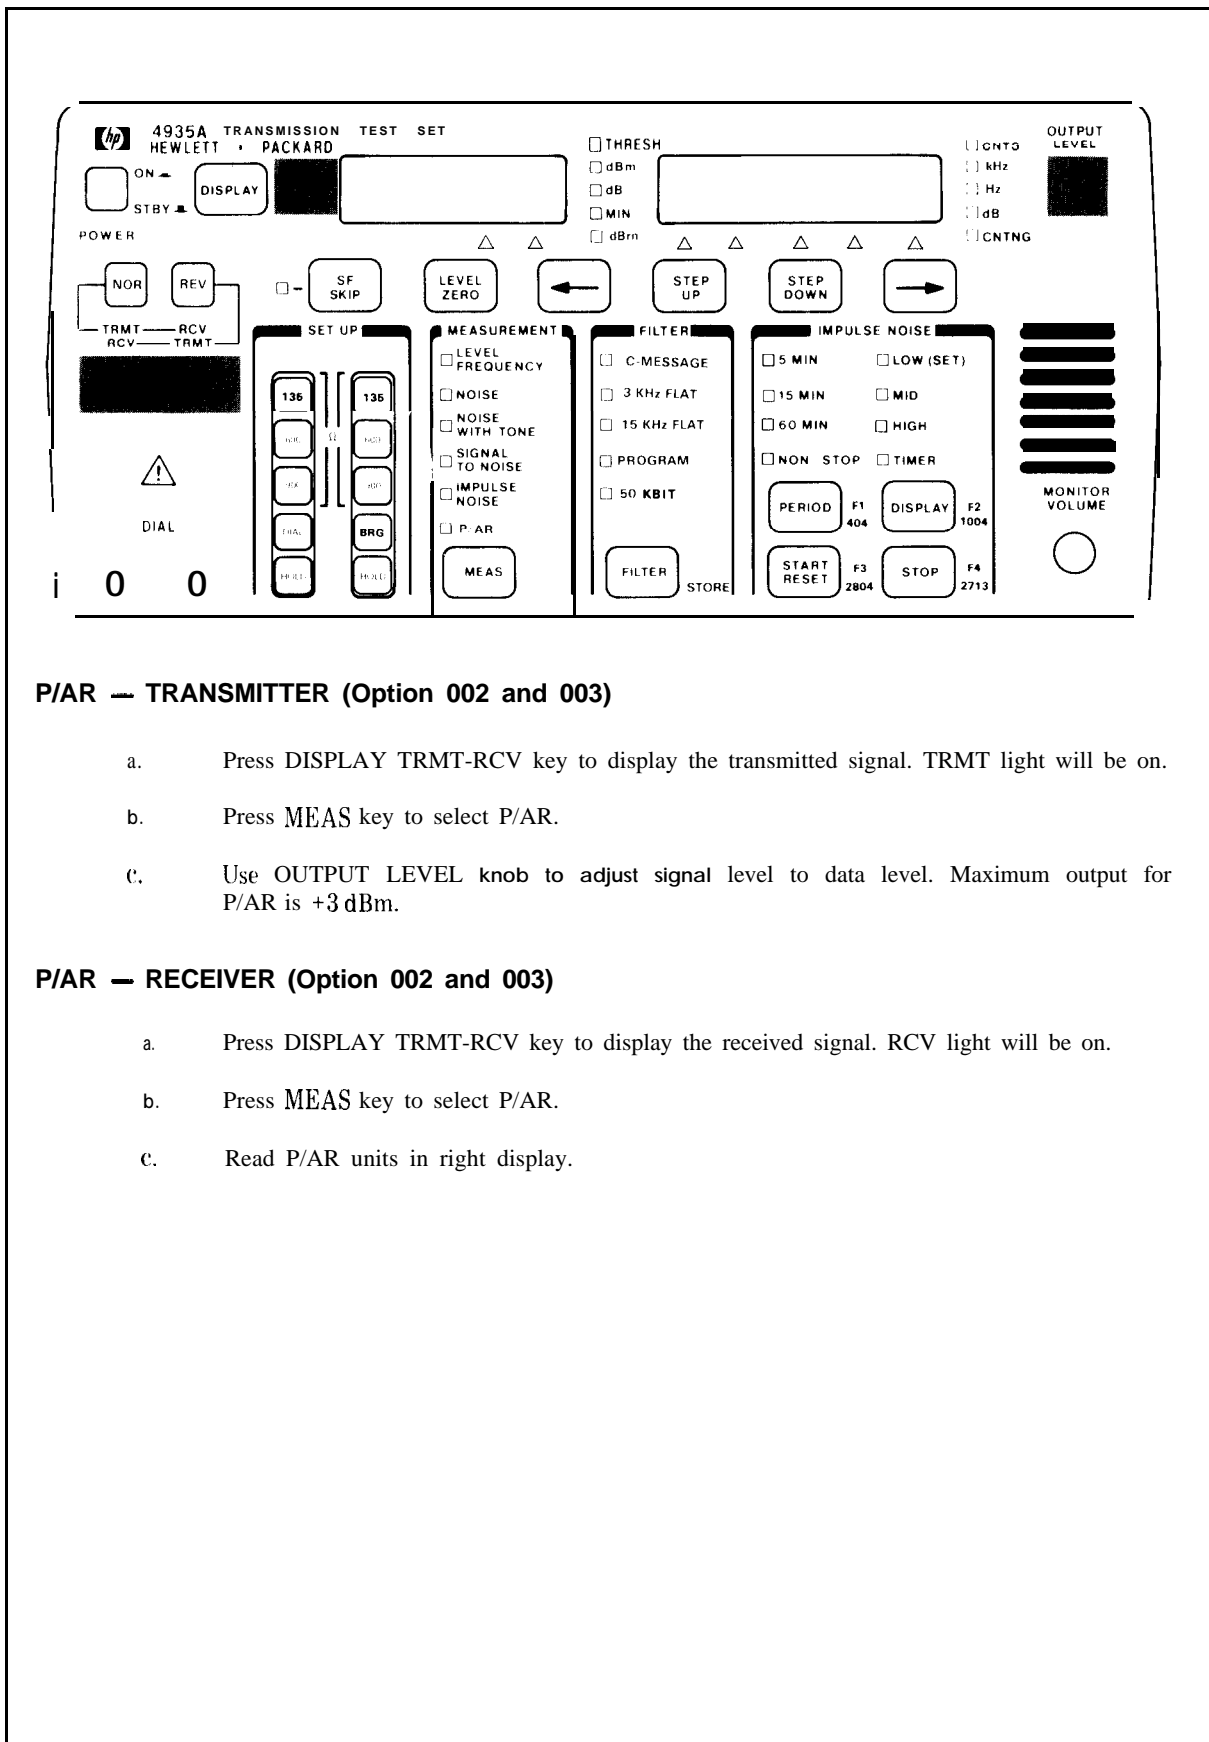 hp 4935A TRANSMISSION TEST SET
HEWLETT • PACKARD
OUTPUT
LEVEL
ON
STBY
POWER
DISPLAY
THRESH
dBm
dB
MIN
dBrn
kHz
Hz
dB
CNTNG
NOR
REV
TRMT RCV
RCV TRMT
SF
SKIP
LEVEL
ZERO
STEP
UP
STEP
DOWN
SET UP
MEASUREMENT
FILTER
IMPULSE NOISE
135
135
600
600
900
900
Ω
DIAL
BRG
HOLD
HOLD
LEVEL
FREQUENCY
NOISE
NOISE
WITH TONE
SIGNAL
TO NOISE
IMPULSE
NOISE
P/AR
MEAS
C-MESSAGE
3 KHz FLAT
15 KHz FLAT
PROGRAM
50 KBIT
FILTER
STORE
5 MIN
LOW (SET)
15 MIN
MID
60 MIN
HIGH
NON STOP
TIMER
PERIOD
F1
404
DISPLAY
F2
1004
START
RESET
F3
2804
STOP
F4
2713
MONITOR
VOLUME
DIAL
i 0 0
P/AR — TRANSMITTER (Option 002 and 003)
a. Press DISPLAY TRMT-RCV key to display the transmitted signal. TRMT light will be on.
b. Press MEAS key to select P/AR.
c. Use OUTPUT LEVEL knob to adjust signal level to data level. Maximum output for
P/AR is +3 dBm.
P/AR — RECEIVER (Option 002 and 003)
a. Press DISPLAY TRMT-RCV key to display the received signal. RCV light will be on.
b. Press MEAS key to select P/AR.
c. Read P/AR units in right display.